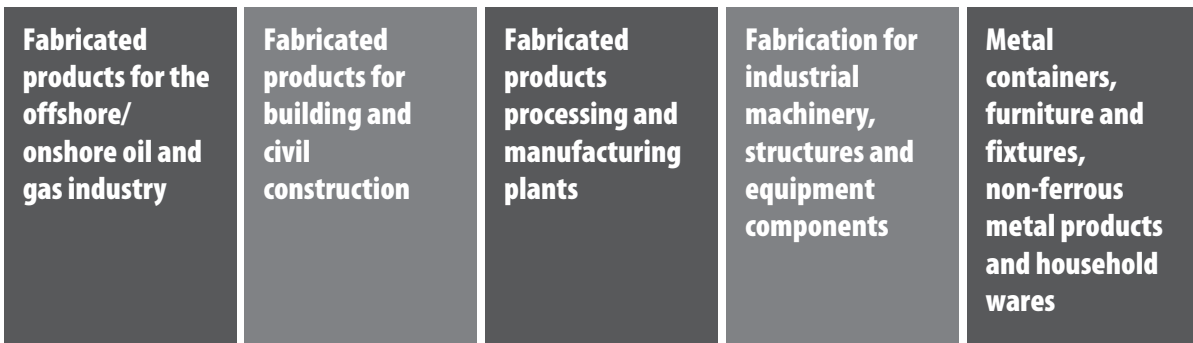 Fabricated
products for the
offshore/
onshore oil and
gas industry
Fabricated
products for
building and
civil
construction
Fabricated
products
processing and
manufacturing
plants
Fabrication for
industrial
machinery,
structures and
equipment
components
Metal
containers,
furniture and
fixtures,
non-ferrous
metal products
and household
wares